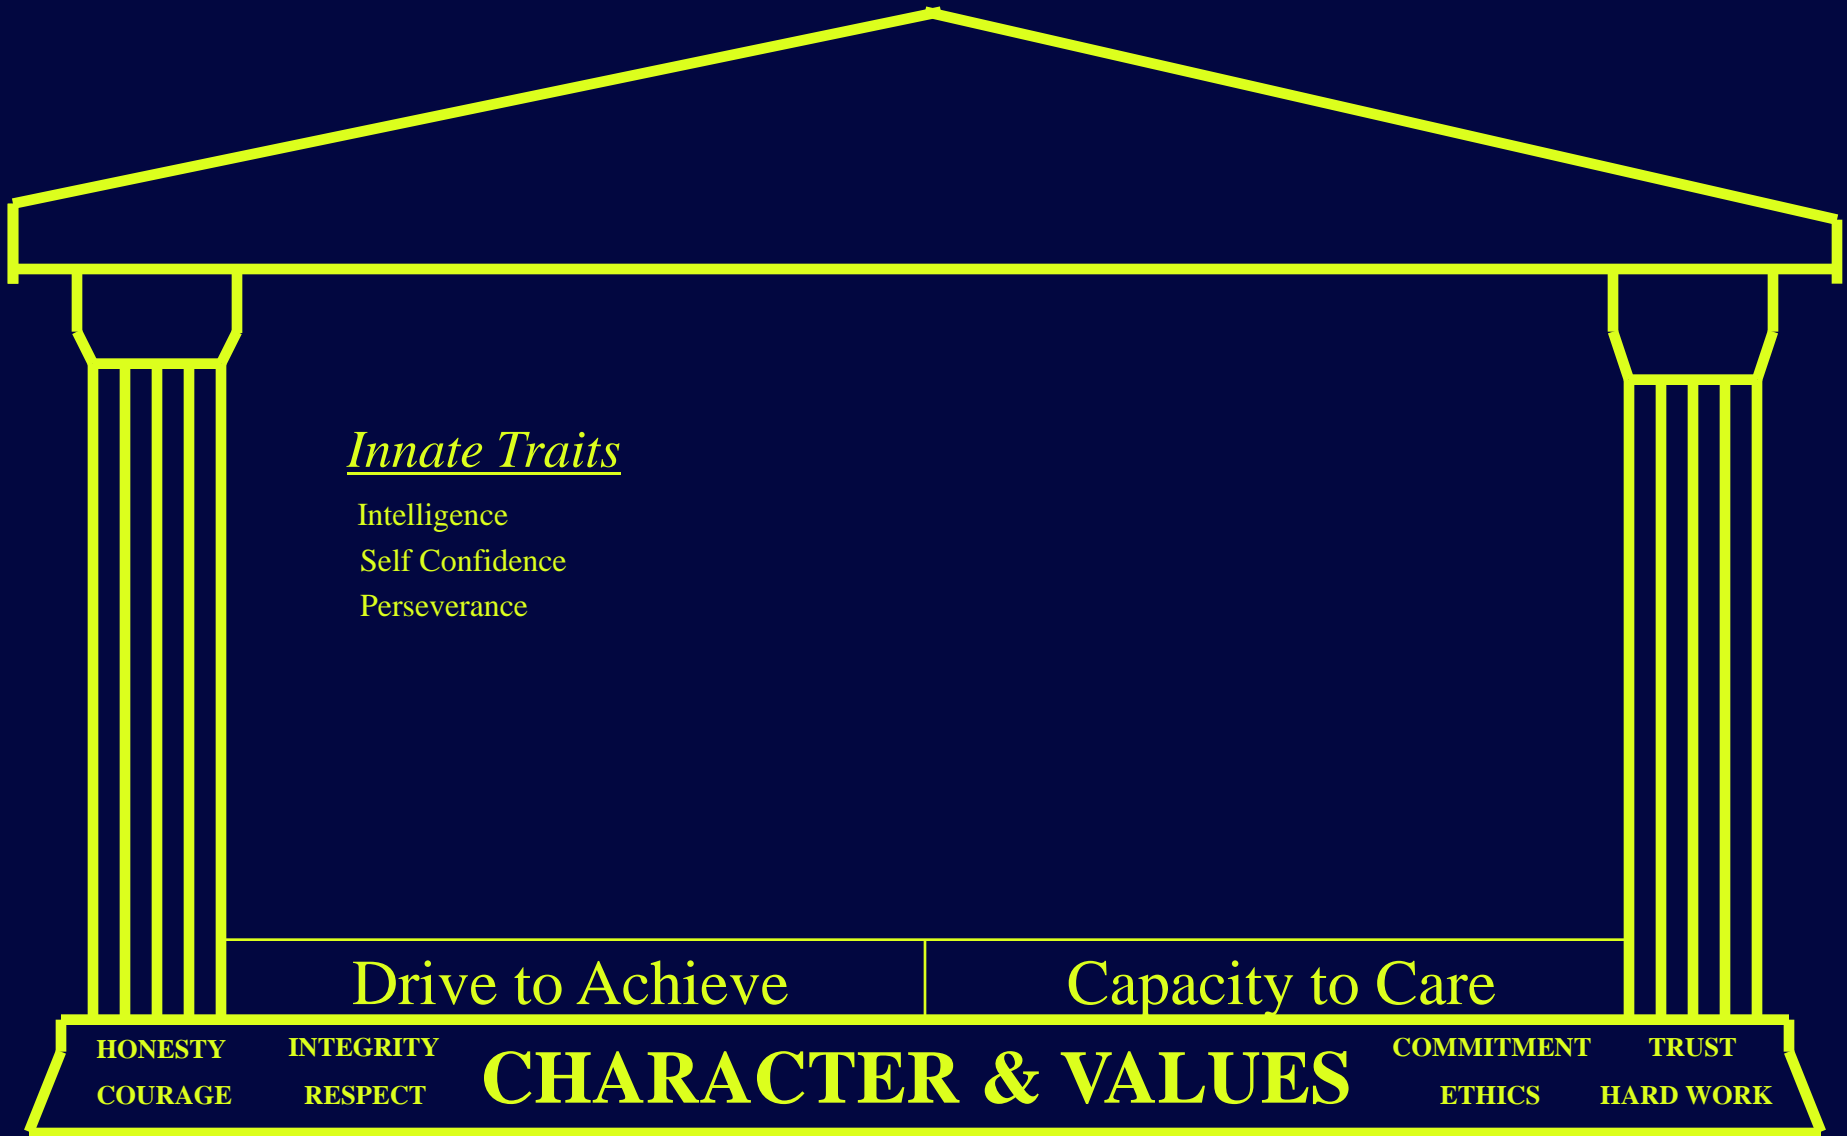 Innate Traits
Intelligence
Self Confidence
Perseverance
Drive to Achieve
Capacity to Care
HONESTY
INTEGRITY
COURAGE
RESPECT
CHARACTER & VALUES
COMMITMENT
TRUST
ETHICS
HARD WORK